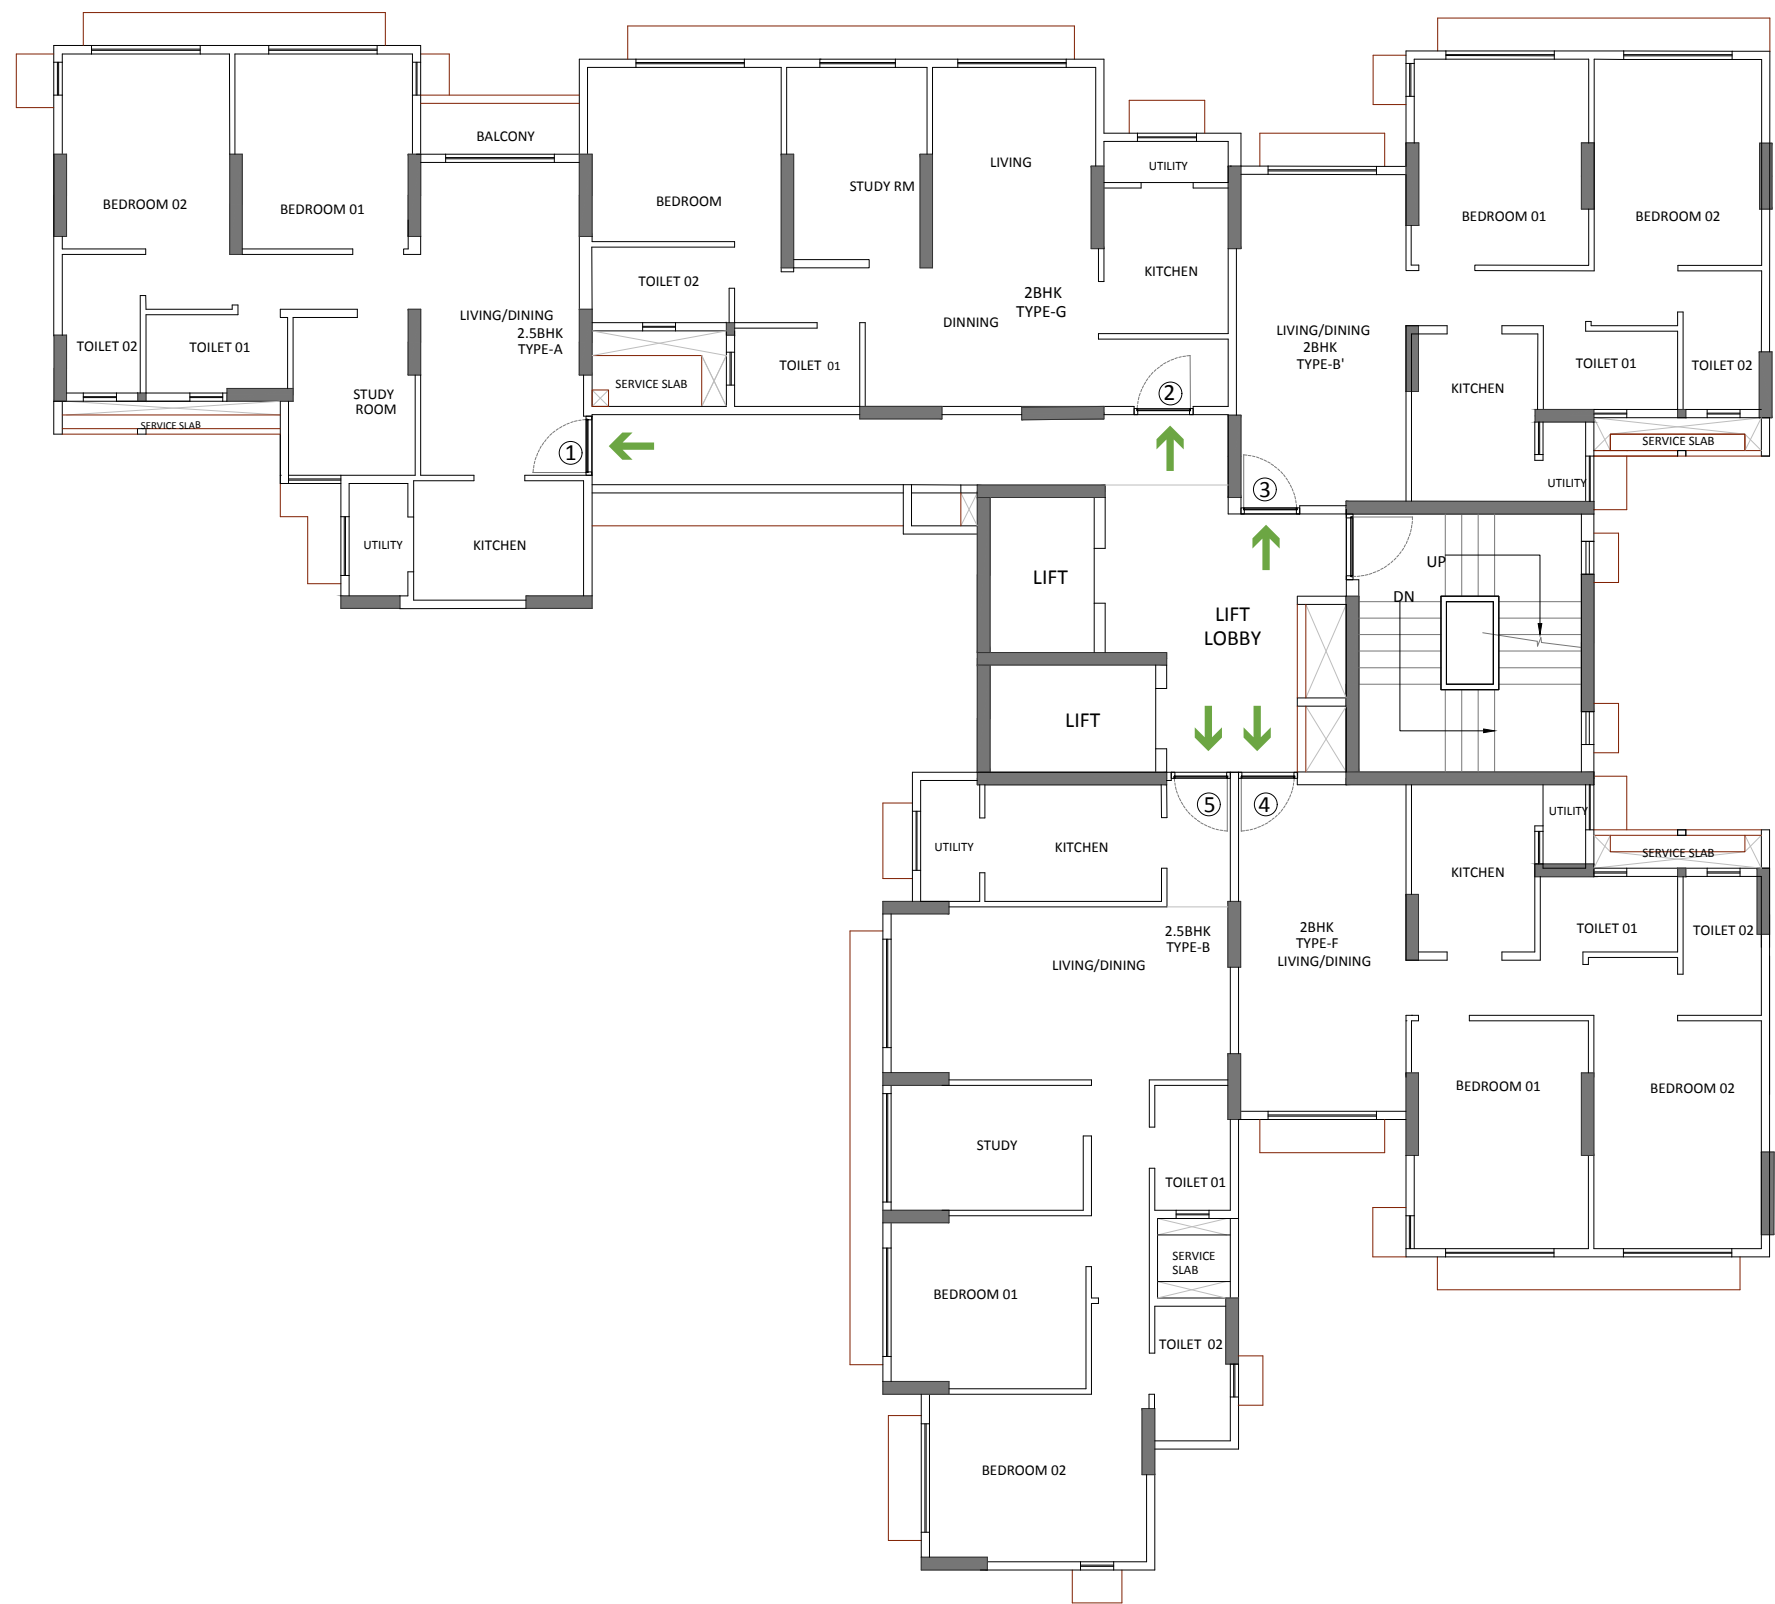 BALCONY
BEDROOM 02
BEDROOM 01
LIVING/DINING
2.5BHK
TYPE-A
TOILET 02
TOILET 01
STUDY
ROOM
SERVICE SLAB
UTILITY
KITCHEN
1
BEDROOM
STUDY RM
LIVING
UTILITY
KITCHEN
TOILET 02
2BHK
TYPE-G
DINNING
TOILET 01
SERVICE SLAB
2
BEDROOM 01
BEDROOM 02
LIVING/DINING
2BHK
TYPE-B'
KITCHEN
TOILET 01
TOILET 02
SERVICE SLAB
UTILITY
3
LIFT
LIFT
LOBBY
LIFT
UP
DN
5
4
UTILITY
KITCHEN
2.5BHK
TYPE-B
LIVING/DINING
STUDY
TOILET 01
SERVICE
SLAB
BEDROOM 01
TOILET 02
BEDROOM 02
UTILITY
SERVICE SLAB
KITCHEN
2BHK
TYPE-F
LIVING/DINING
TOILET 01
TOILET 02
BEDROOM 01
BEDROOM 02